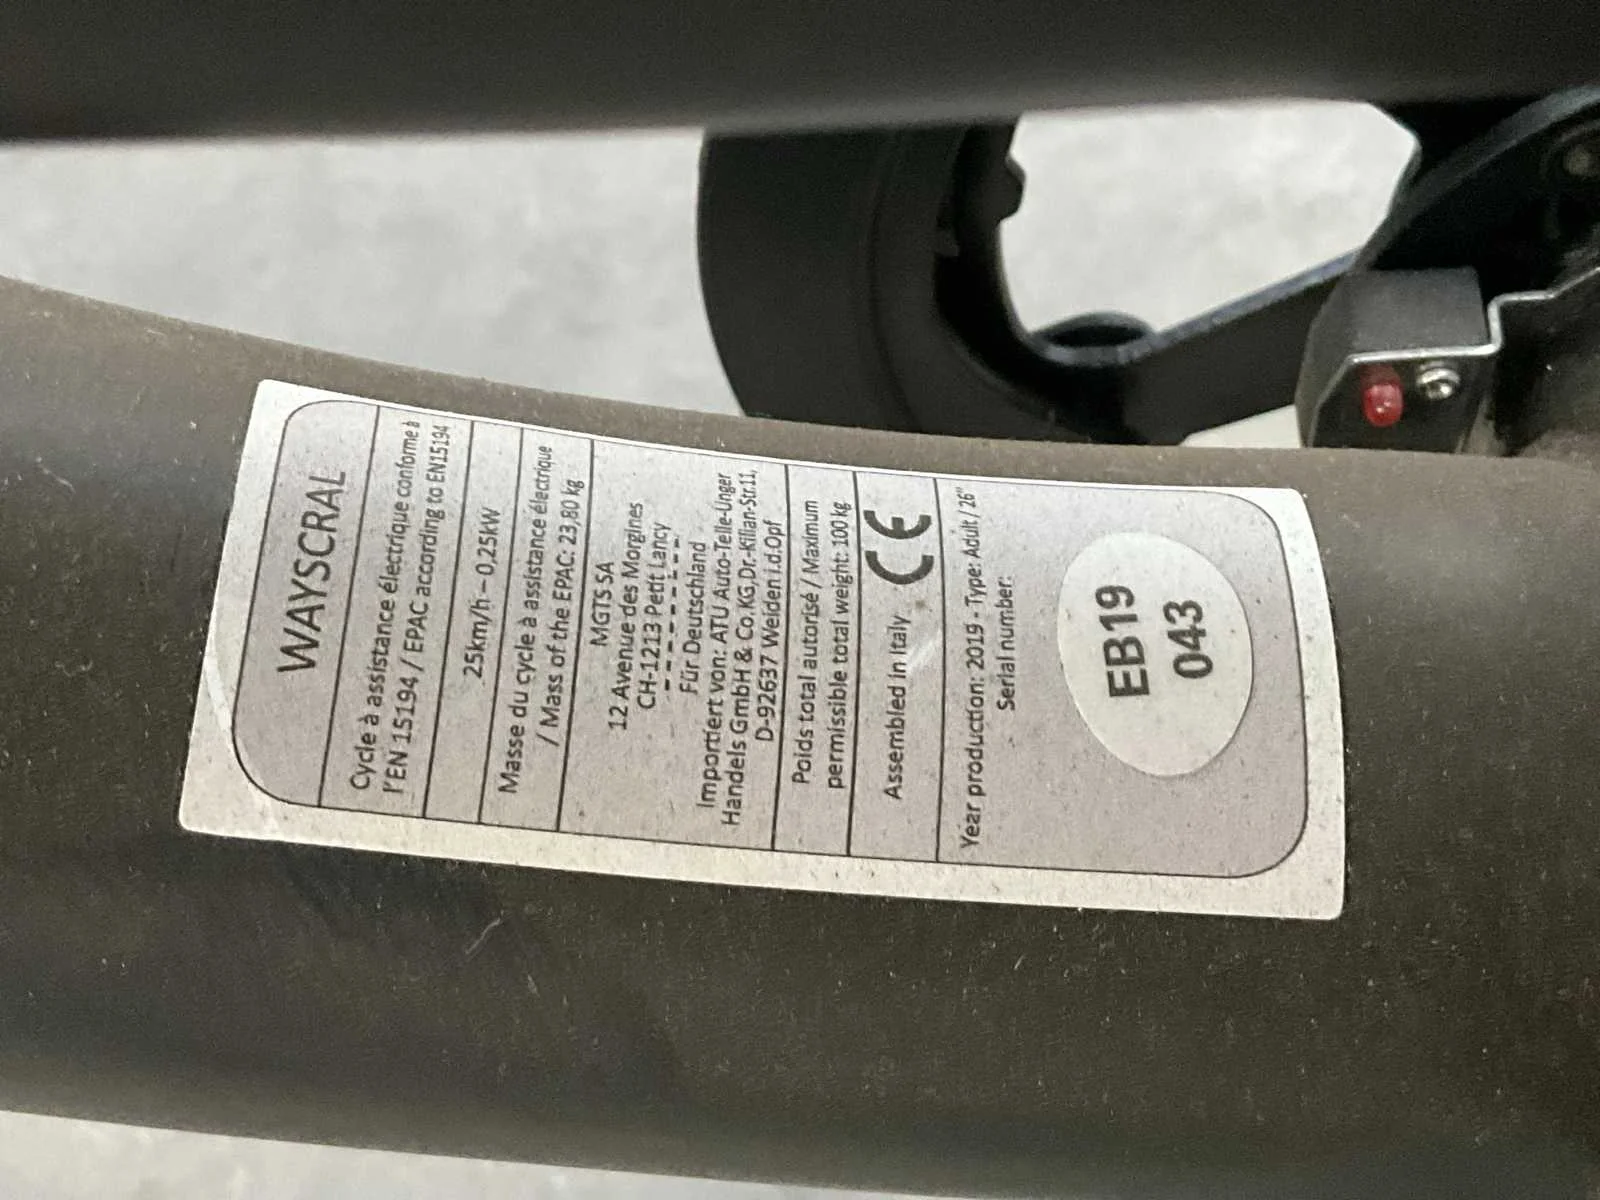 WAYSCRAL
Cycle à assistance électrique conforme à
l'EN 15194 / EPAC according to EN15194
25km/h – 0,25kW
Masse du cycle à assistance électrique
/ Mass of the EPAC: 23,80 kg
MGTS SA
12 Avenue des Morgines
CH-1213 Petit Lancy
Für Deutschland
Importiert von: ATU Auto-Teile-Unger
Handels GmbH & Co.KG,Dr.-Kilian-Str.11,
D-92637 Weiden i.d.Opf
Poids total autorisé / Maximum
permissible total weight: 100 kg
Assembled in Italy CE
Year production: 2019 - Type: Adult / 26"
Serial number:
EB19
043